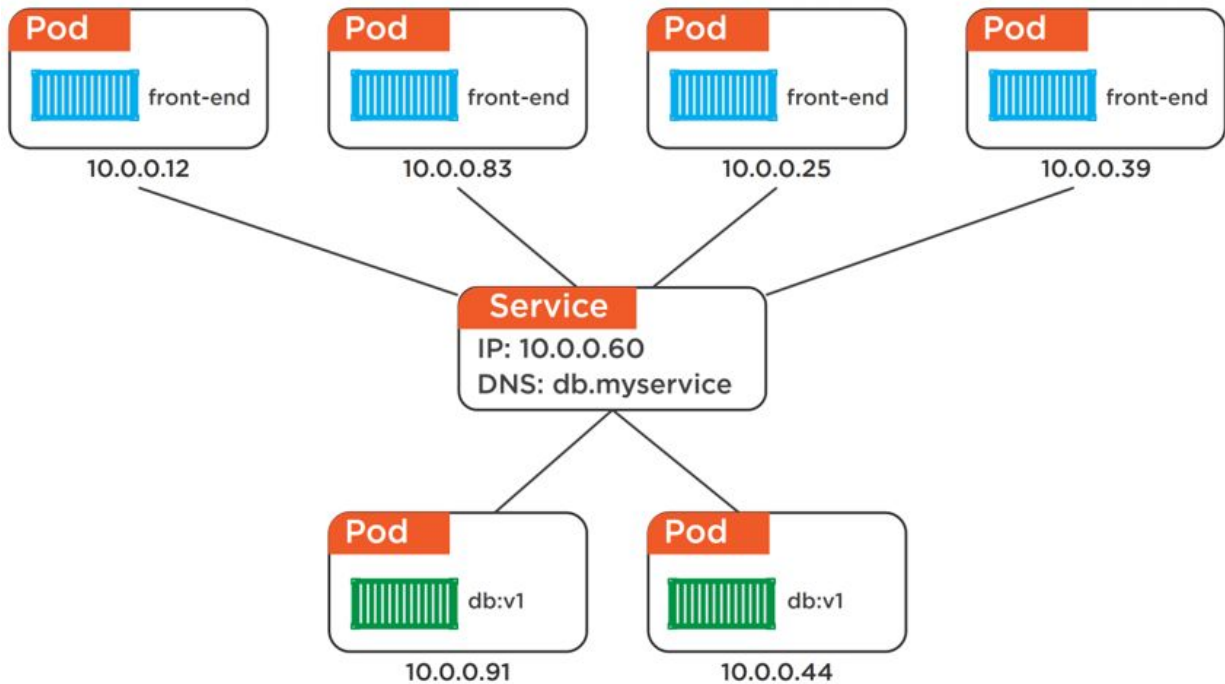 Pod
front-end
10.0.0.12
Pod
front-end
10.0.0.83
Pod
front-end
10.0.0.25
Pod
front-end
10.0.0.39
Service
IP: 10.0.0.60
DNS: db.myservice
Pod
db:v1
10.0.0.91
Pod
db:v1
10.0.0.44